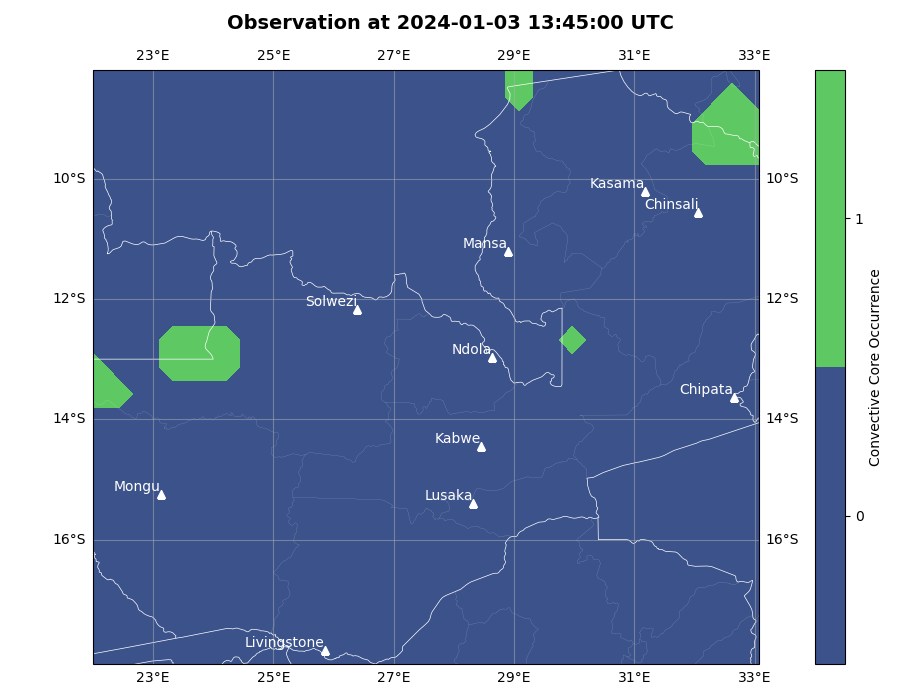 Observation at 2024-01-03 13:45:00 UTC
23°E 25°E 27°E 29°E 31°E 33°E
10°S 10°S
Kasama
Chinsali
1
Mansa
12°S 12°S
Solwezi
Ndola
Convective Core Occurrence
Chipata
14°S 14°S
Kabwe
Mongu
Lusaka
0
16°S 16°S
Livingstone
23°E 25°E 27°E 29°E 31°E 33°E